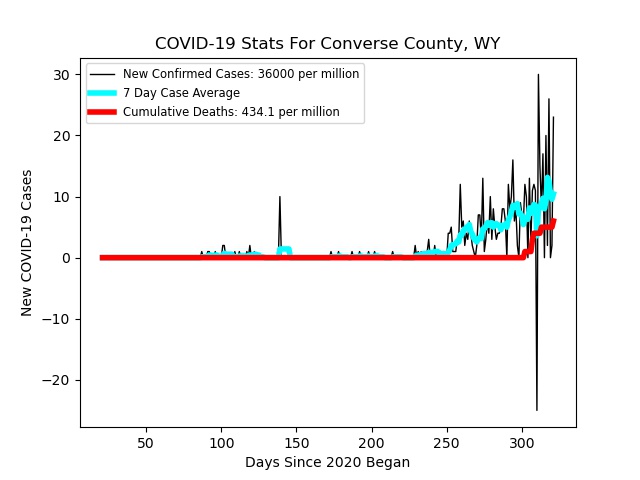 COVID-19 Stats For Converse County, WY
New Confirmed Cases: 36000 per million
7 Day Case Average
Cumulative Deaths: 434.1 per million
New COVID-19 Cases
30
20
10
0
−10
−20
50 100 150 200 250 300
Days Since 2020 Began